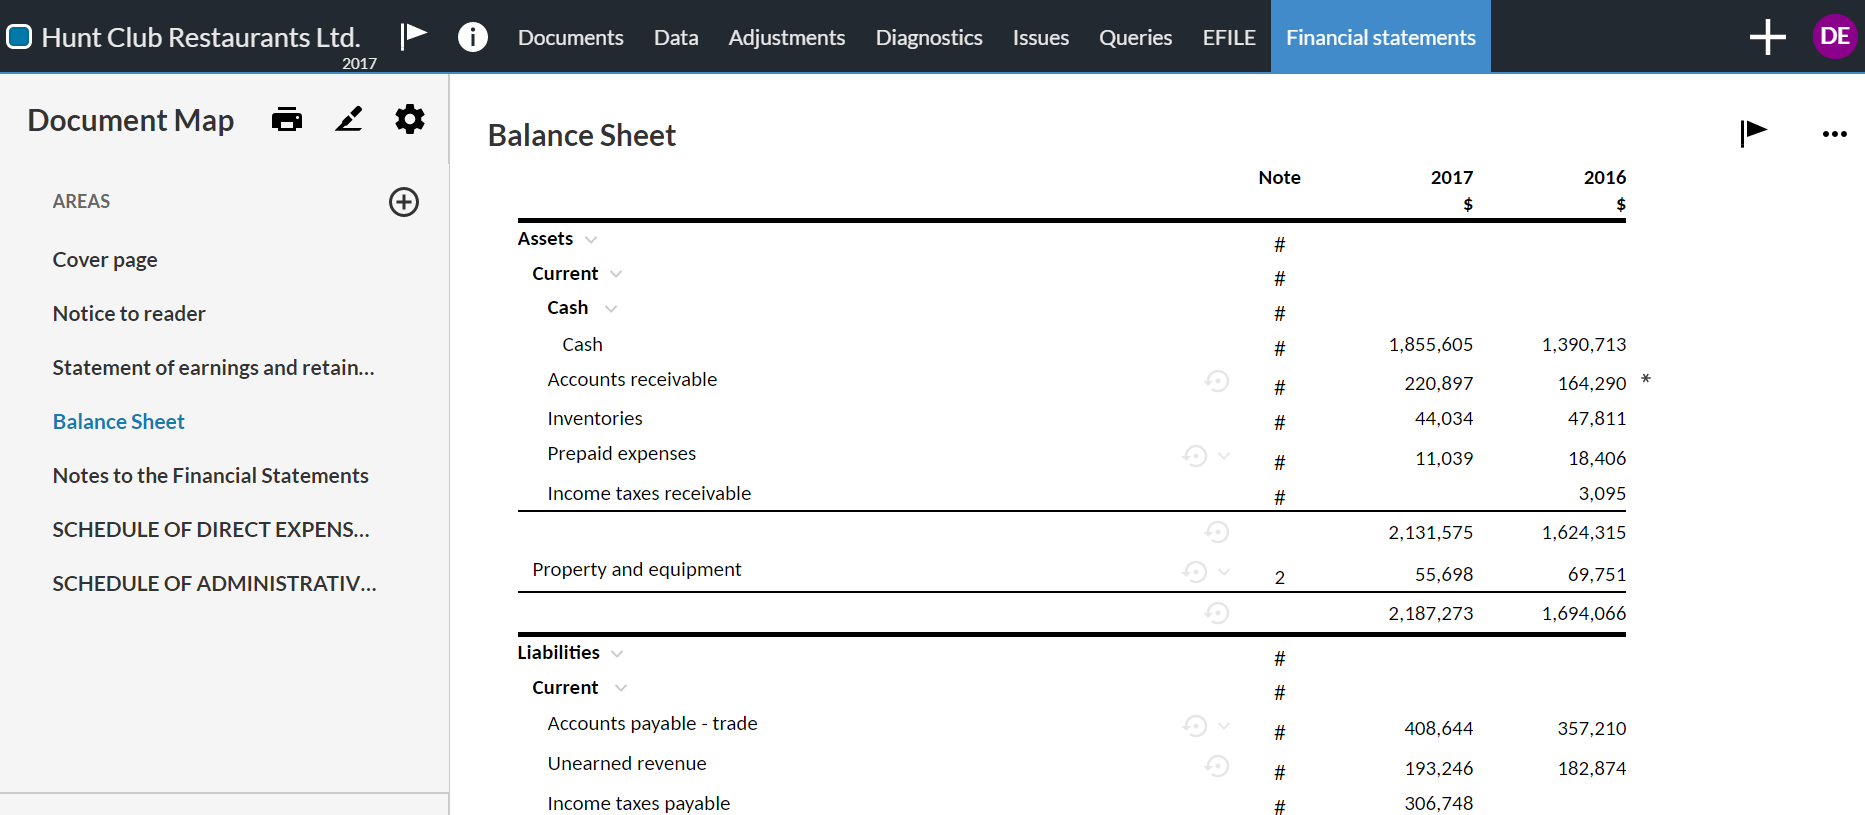 Hunt Club Restaurants Ltd.
2017
Documents Data Adjustments Diagnostics Issues Queries EFILE Financial statements
DE
Document Map
AREAS
Cover page
Notice to reader
Statement of earnings and retain...
Balance Sheet
Notes to the Financial Statements
SCHEDULE OF DIRECT EXPENS...
SCHEDULE OF ADMINISTRATIV...
Balance Sheet
Note 2017 2016
$ $
Assets #
Current #
Cash #
Cash # 1,855,605 1,390,713
Accounts receivable # 220,897 164,290 *
Inventories # 44,034 47,811
Prepaid expenses # 11,039 18,406
Income taxes receivable # 3,095
2,131,575 1,624,315
Property and equipment 2 55,698 69,751
2,187,273 1,694,066
Liabilities #
Current #
Accounts payable - trade # 408,644 357,210
Unearned revenue # 193,246 182,874
Income taxes payable # 306,748